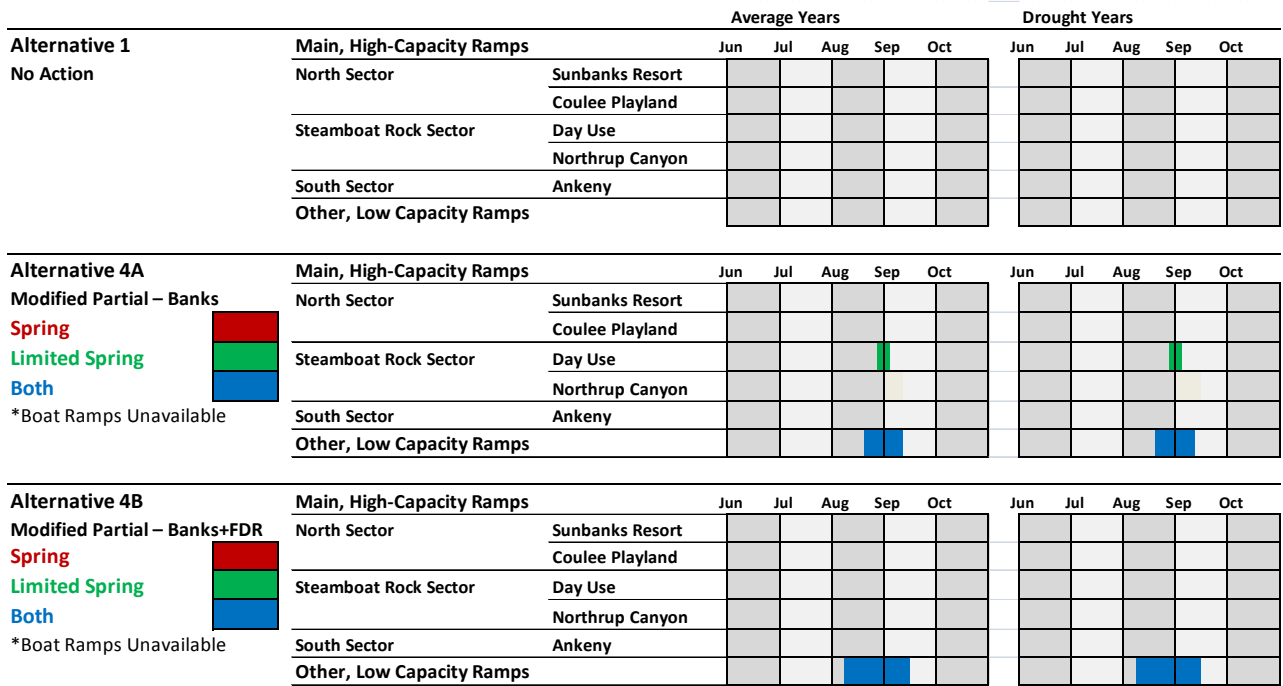 Average Years Drought Years
Alternative 1 Main, High-Capacity Ramps Jun Jul Aug Sep Oct Jun Jul Aug Sep Oct
No Action North Sector Sunbanks Resort
Coulee Playland
Steamboat Rock Sector Day Use
Northrup Canyon
South Sector Ankeny
Other, Low Capacity Ramps
Alternative 4A Main, High-Capacity Ramps Jun Jul Aug Sep Oct Jun Jul Aug Sep Oct
Modified Partial – Banks North Sector Sunbanks Resort
Spring Coulee Playland
Limited Spring Steamboat Rock Sector Day Use
Both Northrup Canyon
*Boat Ramps Unavailable South Sector Ankeny
Other, Low Capacity Ramps
Alternative 4B Main, High-Capacity Ramps Jun Jul Aug Sep Oct Jun Jul Aug Sep Oct
Modified Partial – Banks+FDR North Sector Sunbanks Resort
Spring Coulee Playland
Limited Spring Steamboat Rock Sector Day Use
Both Northrup Canyon
*Boat Ramps Unavailable South Sector Ankeny
Other, Low Capacity Ramps